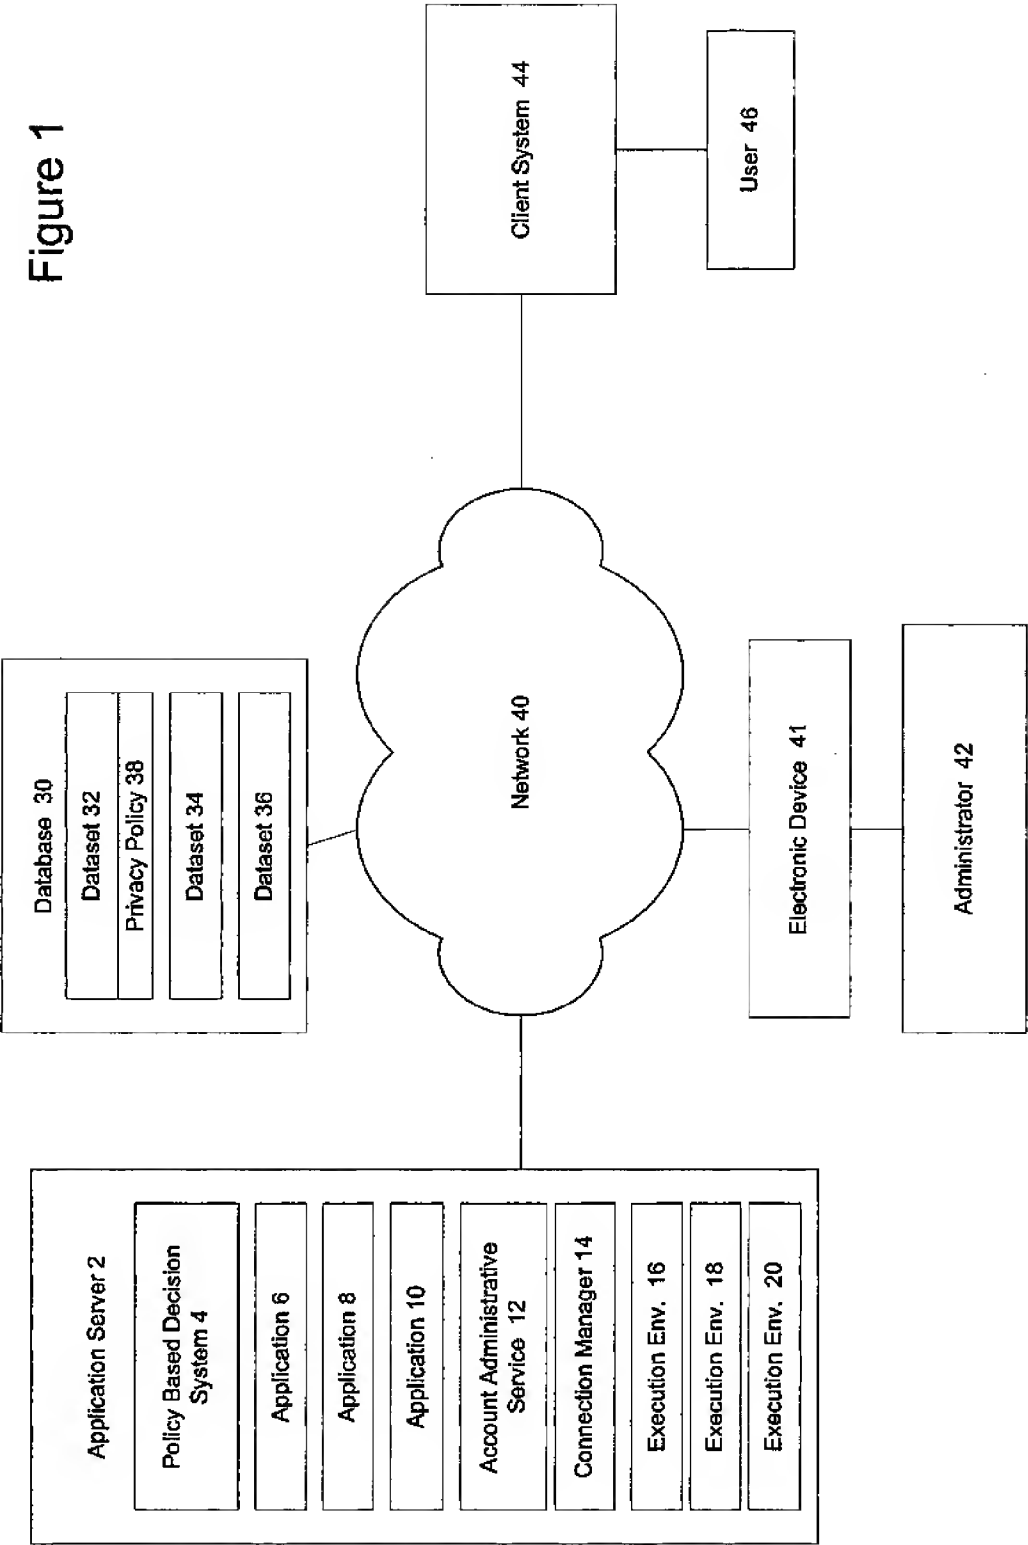 Figure 1
Application Server 2
Policy Based Decision
System 4
Application 6
Application 8
Application 10
Account Administrative
Service 12
Connection Manager 14
Execution Env. 16
Execution Env. 18
Execution Env. 20
Database 30
Dataset 32
Privacy Policy 38
Dataset 34
Dataset 36
Network 40
Electronic Device 41
Administrator 42
Client System 44
User 46